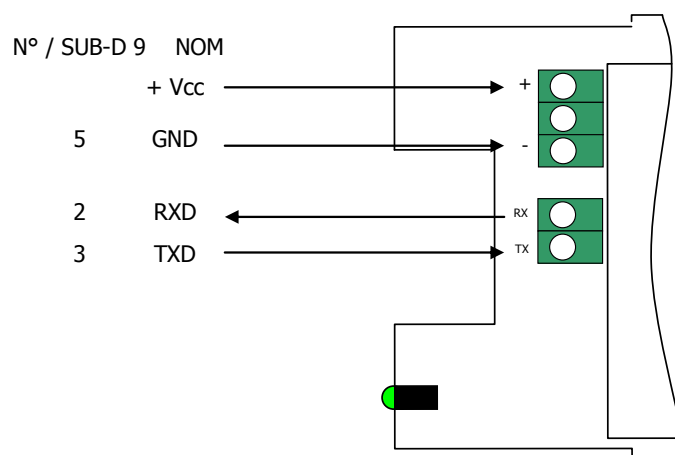 N° / SUB-D 9 NOM
+ Vcc +
5 GND -
2 RXD RX
3 TXD TX